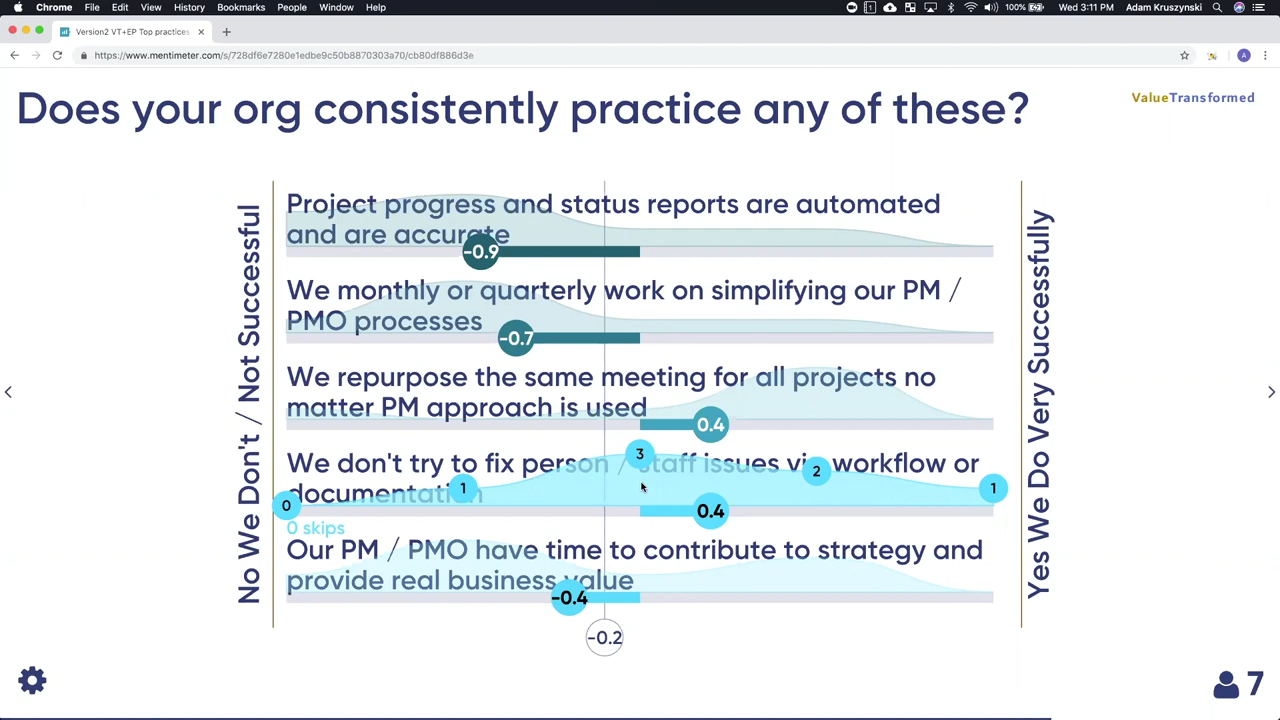 Chrome File Edit View History Bookmarks People Window Help
100% Wed 3:11 PM Adam Kruszynski
Version2 VT+EP Top practices
https://www.mentimeter.com/s/728df6e7280e1edbe9c50b8870303a70/cb80df886d3e
A
Does your org consistently practice any of these?
ValueTransformed
No We Don't / Not Successful
Project progress and status reports are automated
and are accurate
-0.9
We monthly or quarterly work on simplifying our PM /
PMO processes
-0.7
We repurpose the same meeting for all projects no
matter PM approach is used
0.4
We don't try to fix person / staff issues via workflow or
documentation
0 1 3 2 1
0.4
0 skips
Our PM / PMO have time to contribute to strategy and
provide real business value
-0.4
-0.2
Yes We Do Very Successfully
7